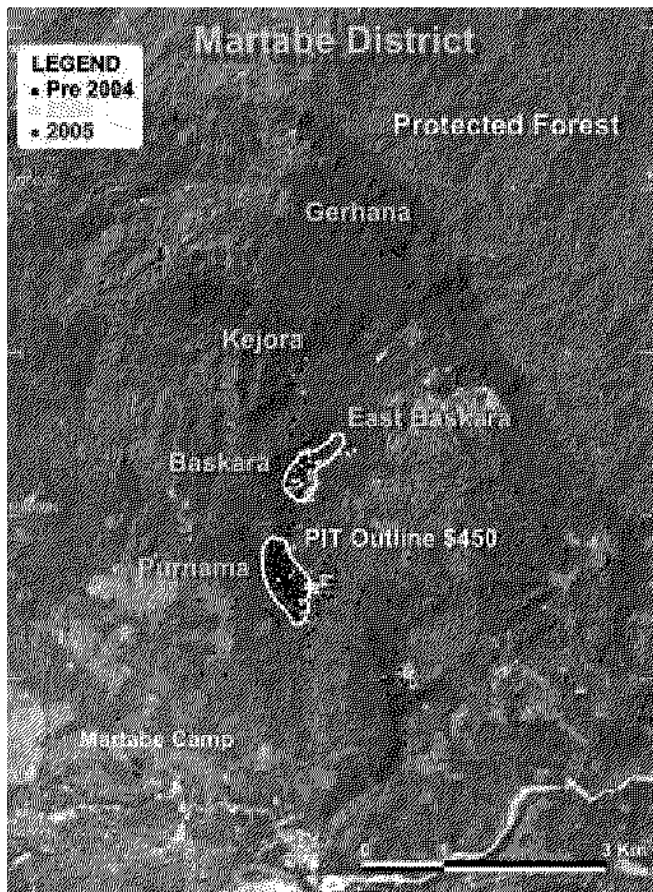 Martabe District
LEGEND
Pre 2004
2005
Protected Forest
Gerhana
Kejora
East Baskara
Baskara
PIT Outline $450
Purnama
Martabe Camp
0
3 Km